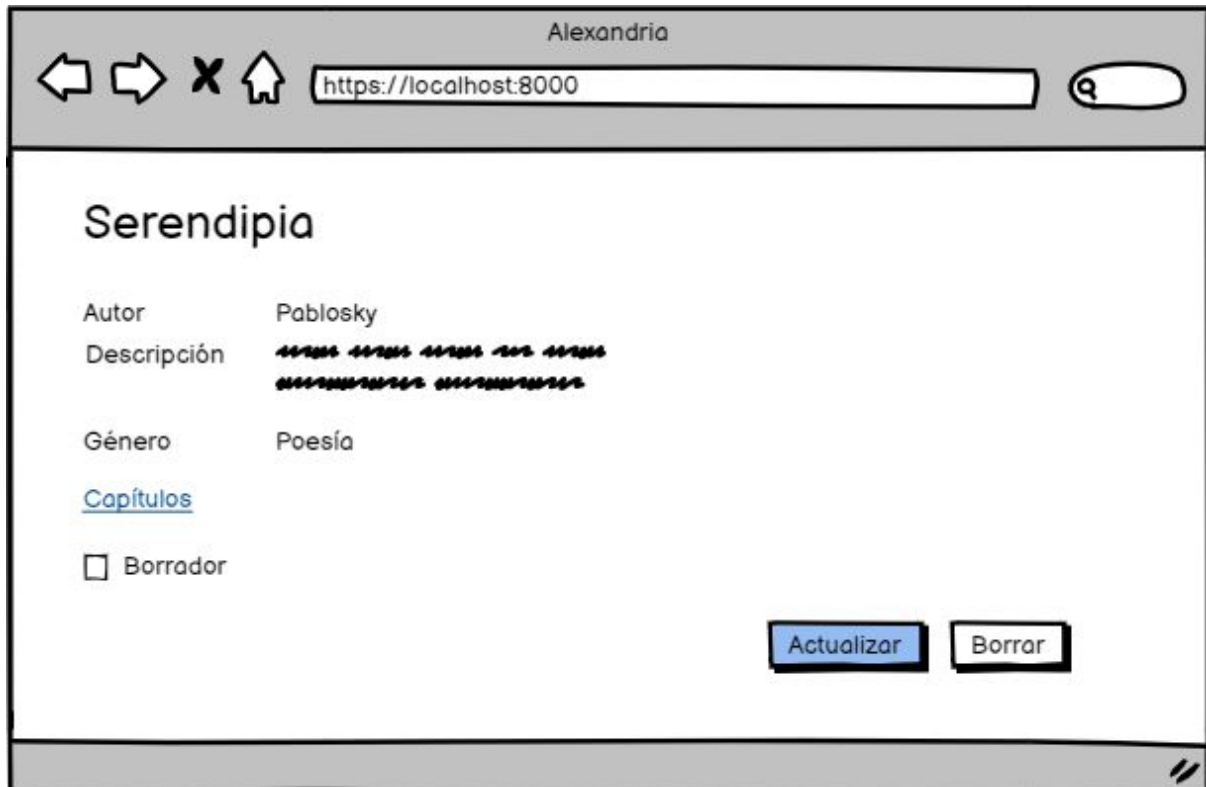 Alexandria
https://localhost:8000
Serendipia
Autor Pablosky
Descripción
Género Poesía
Capítulos
Borrador
Actualizar Borrar